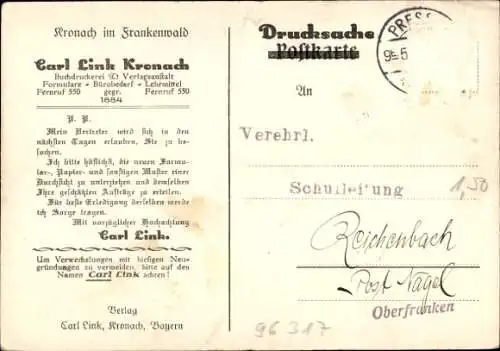 Kronach im Frankenwald
Carl Link Kronach
Buchdruckerei Verlagsanstalt
Formulare - Bürobedarf - Lehrmittel
Fernruf 550 gegr. Fernruf 550
1884
P. P.
Mein Vertreter wird sich in den
nächsten Tagen erlauben, Sie zu be-
suchen.
Ich bitte höflichst, die neuen Formu-
lar-, Papier- und sonstigen Muster einer
Durchsicht zu unterziehen und demselben
Ihre geschätzten Aufträge zu erteilen.
Für beste Erledigung derselben werde
ich Sorge tragen.
Mit vorzüglicher Hochachtung
Carl Link.
Um Verwechslungen mit hiesigen Neu-
gründungen zu vermeiden, bitte auf den
Namen Carl Link achten!
Verlag
Carl Link, Kronach, Bayern
Drucksache
Postkarte
PRESS
9 5
An
Verehrl.
Schulleitung
1,50
Reichenbach
Post Nagel
Oberfranken
96317